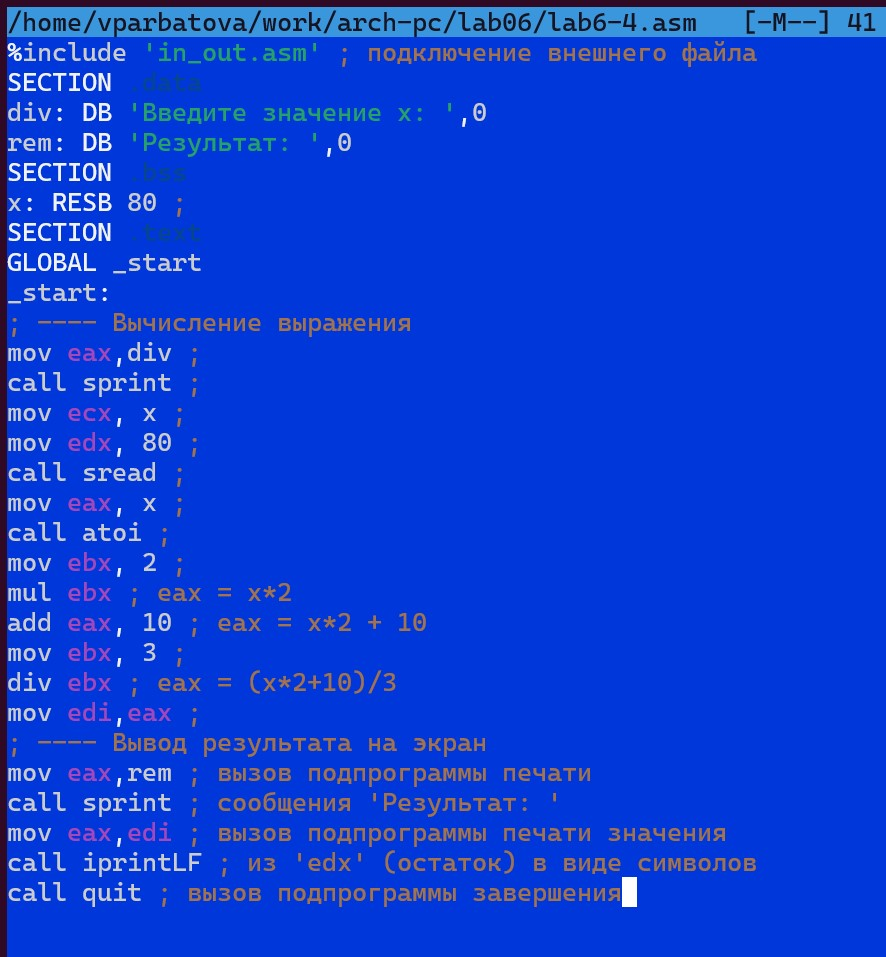 /home/vparbatova/work/arch-pc/lab06/lab6-4.asm   [-M--] 41
%include 'in_out.asm' ; подключение внешнего файла
SECTION .data
div: DB 'Введите значение x: ',0
rem: DB 'Результат: ',0
SECTION .bss
x: RESB 80 ;
SECTION .text
GLOBAL _start
_start:
; ---- Вычисление выражения
mov eax,div ;
call sprint ;
mov ecx, x ;
mov edx, 80 ;
call sread ;
mov eax, x ;
call atoi ;
mov ebx, 2 ;
mul ebx ; eax = x*2
add eax, 10 ; eax = x*2 + 10
mov ebx, 3 ;
div ebx ; eax = (x*2+10)/3
mov edi,eax ;
; ---- Вывод результата на экран
mov eax,rem ; вызов подпрограммы печати
call sprint ; сообщения 'Результат: '
mov eax,edi ; вызов подпрограммы печати значения
call iprintLF ; из 'edx' (остаток) в виде символов
call quit ; вызов подпрограммы завершения